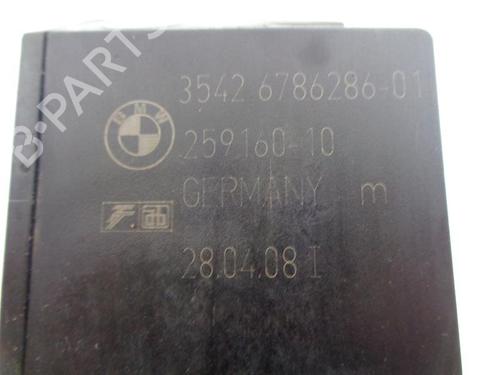 B-PARTS
BMW
3542 6786286-01
259160-10
GERMANY m
28.04.08 I